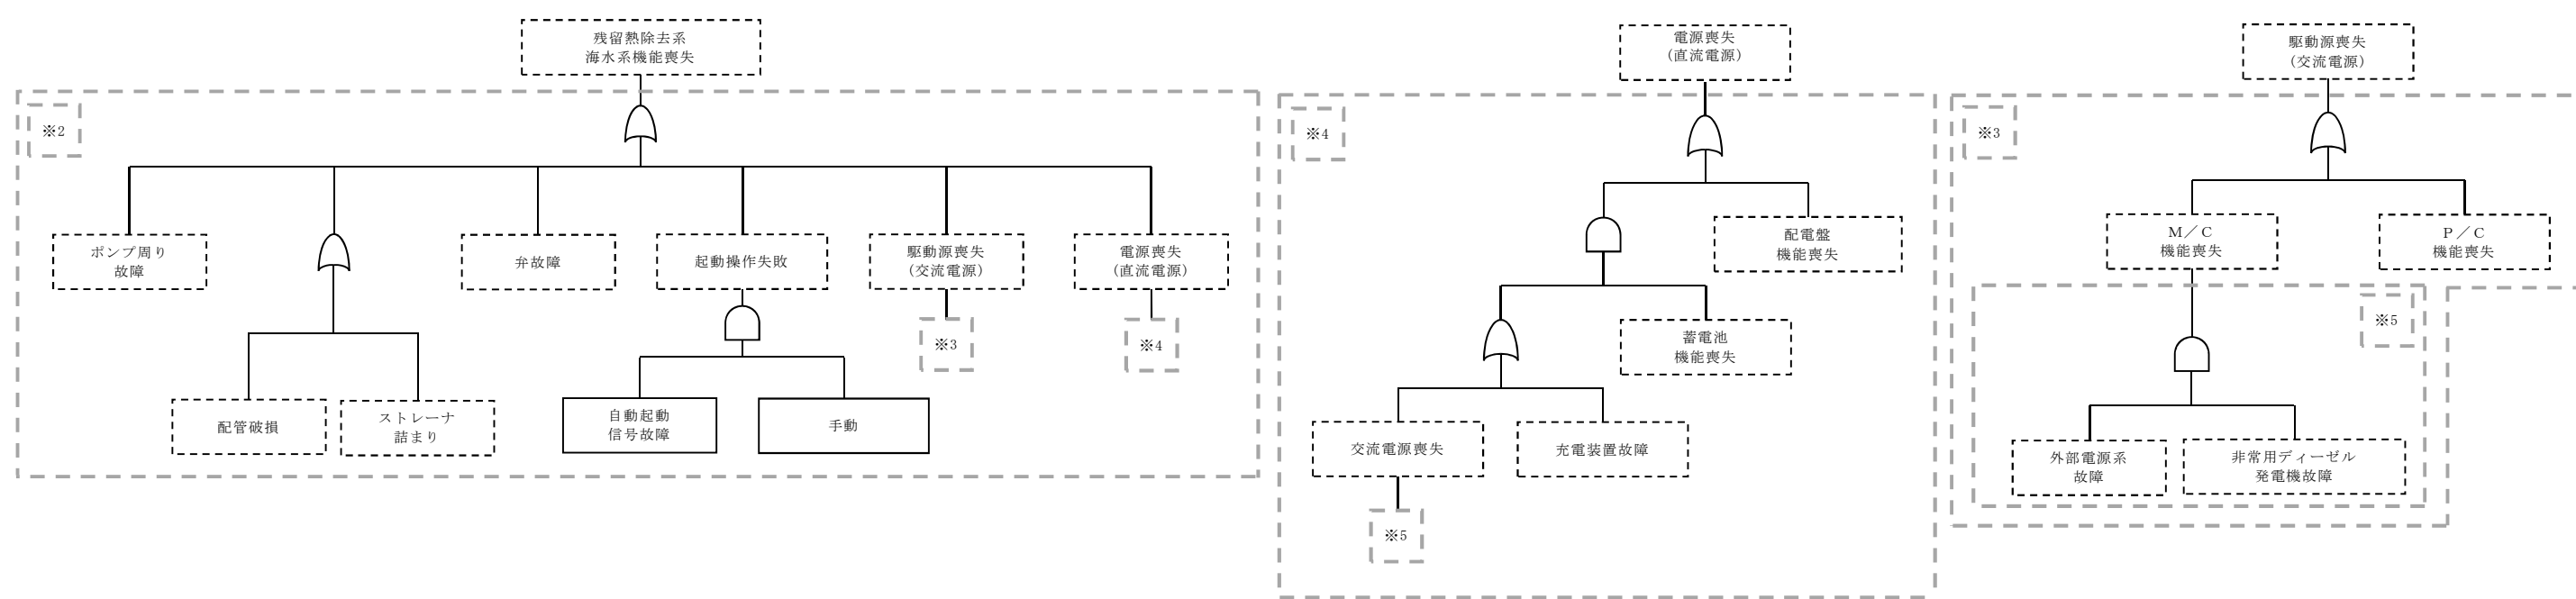 残留熱除去系
海水系機能喪失
※2
ポンプ周り
故障
弁故障
起動操作失敗
駆動源喪失
（交流電源）
電源喪失
（直流電源）
※3
※4
配管破損
ストレーナ
詰まり
自動起動
信号故障
手動
電源喪失
（直流電源）
※4
配電盤
機能喪失
蓄電池
機能喪失
交流電源喪失
充電装置故障
※5
駆動源喪失
（交流電源）
※3
Ｍ／Ｃ
機能喪失
Ｐ／Ｃ
機能喪失
※5
外部電源系
故障
非常用ディーゼル
発電機故障